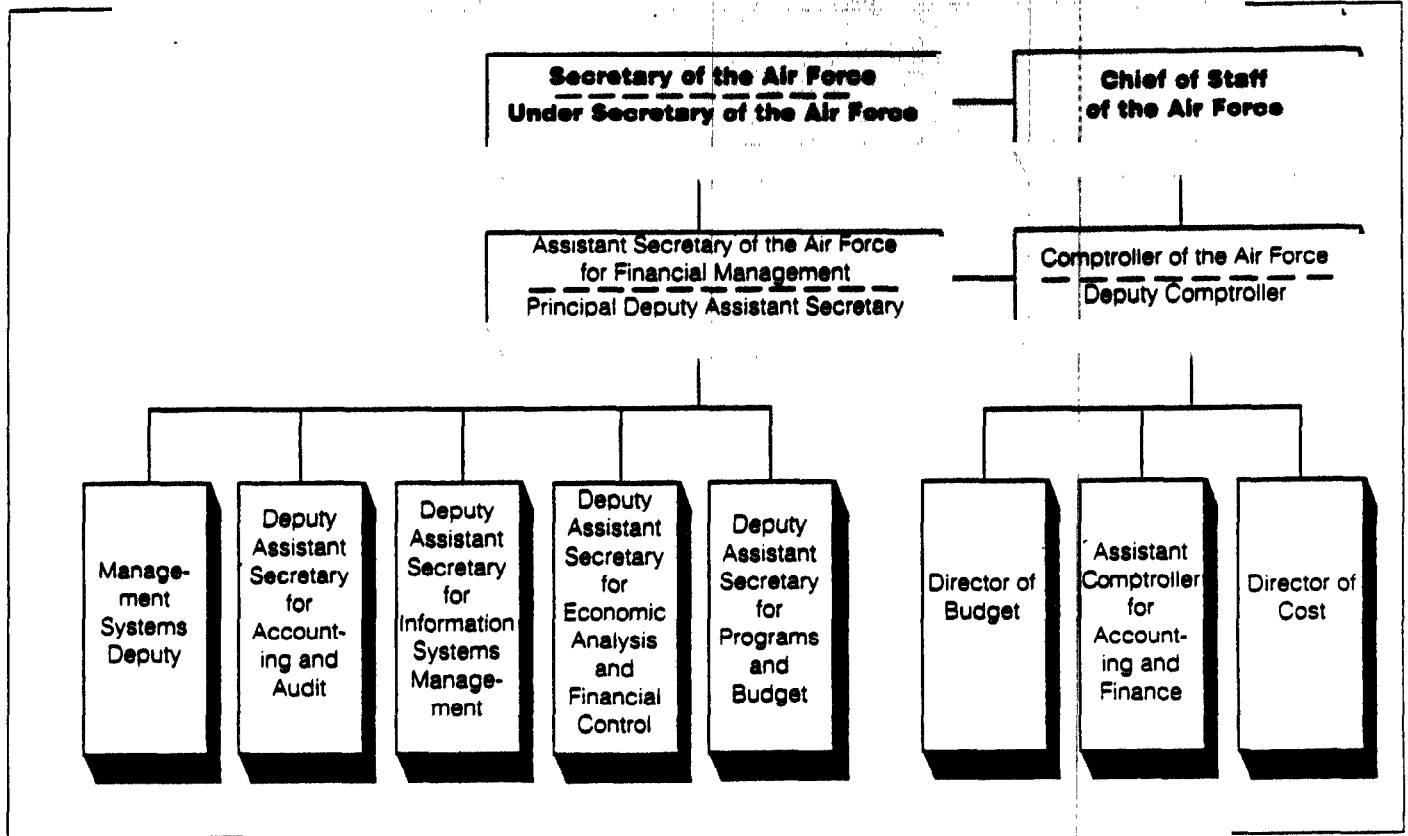 Secretary of the Air Force
Under Secretary of the Air Force
Chief of Staff
of the Air Force
Assistant Secretary of the Air Force
for Financial Management
Principal Deputy Assistant Secretary
Comptroller of the Air Force
Deputy Comptroller
Manage-
ment
Systems
Deputy
Deputy
Assistant
Secretary
for
Account-
ing and
Audit
Deputy
Assistant
Secretary
for
Information
Systems
Manage-
ment
Deputy
Assistant
Secretary
for
Economic
Analysis
and
Financial
Control
Deputy
Assistant
Secretary
for
Programs
and
Budget
Director of
Budget
Assistant
Comptroller
for
Account-
ing and
Finance
Director of
Cost